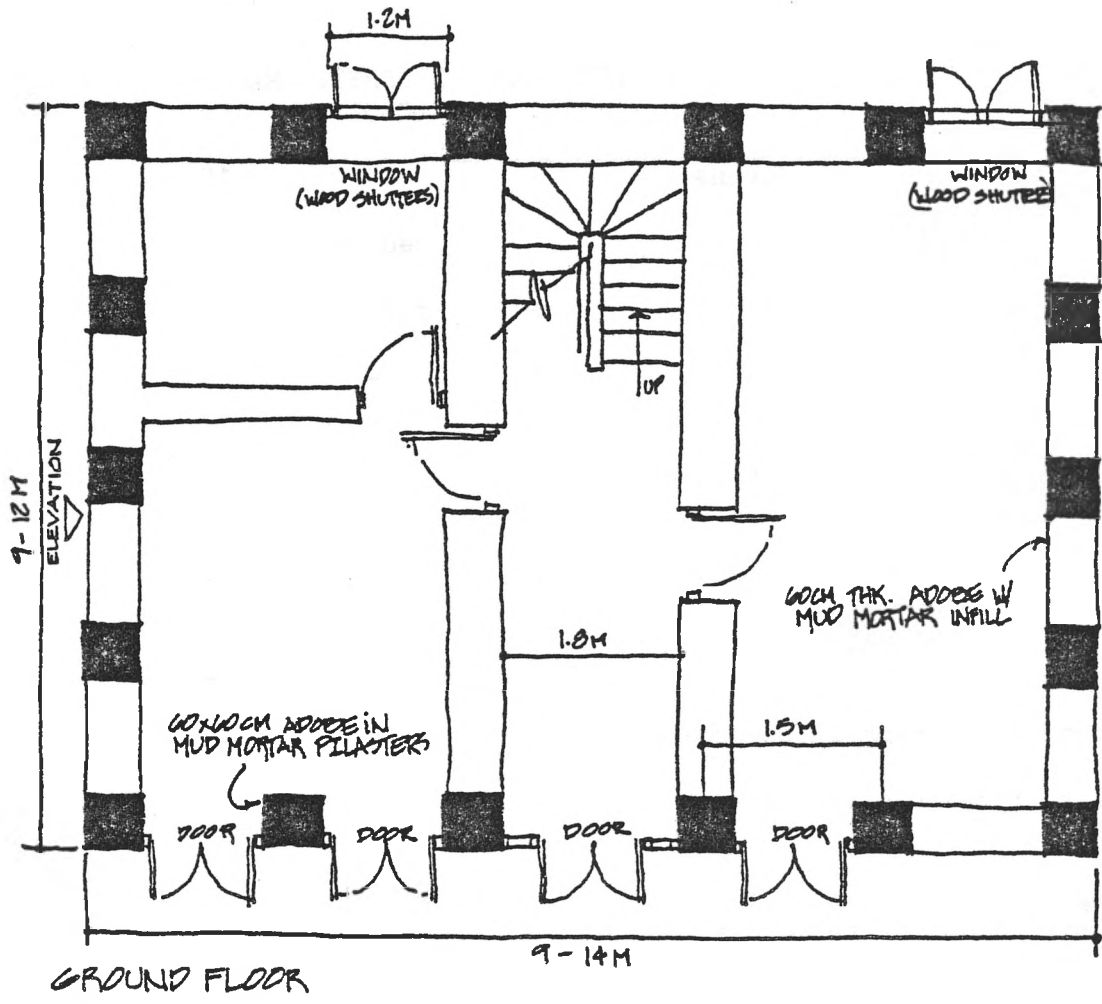 1.2M
WINDOW
(WOOD SHUTTERS)
WINDOW
(WOOD SHUTTER)
UP
9-12M
ELEVATION
60CM THK. ADOBE W/
MUD MORTAR INFILL
1.8M
60X60CM ADOBE IN
MUD MORTAR PILASTERS
1.5M
DOOR
DOOR
DOOR
DOOR
9-14M
GROUND FLOOR